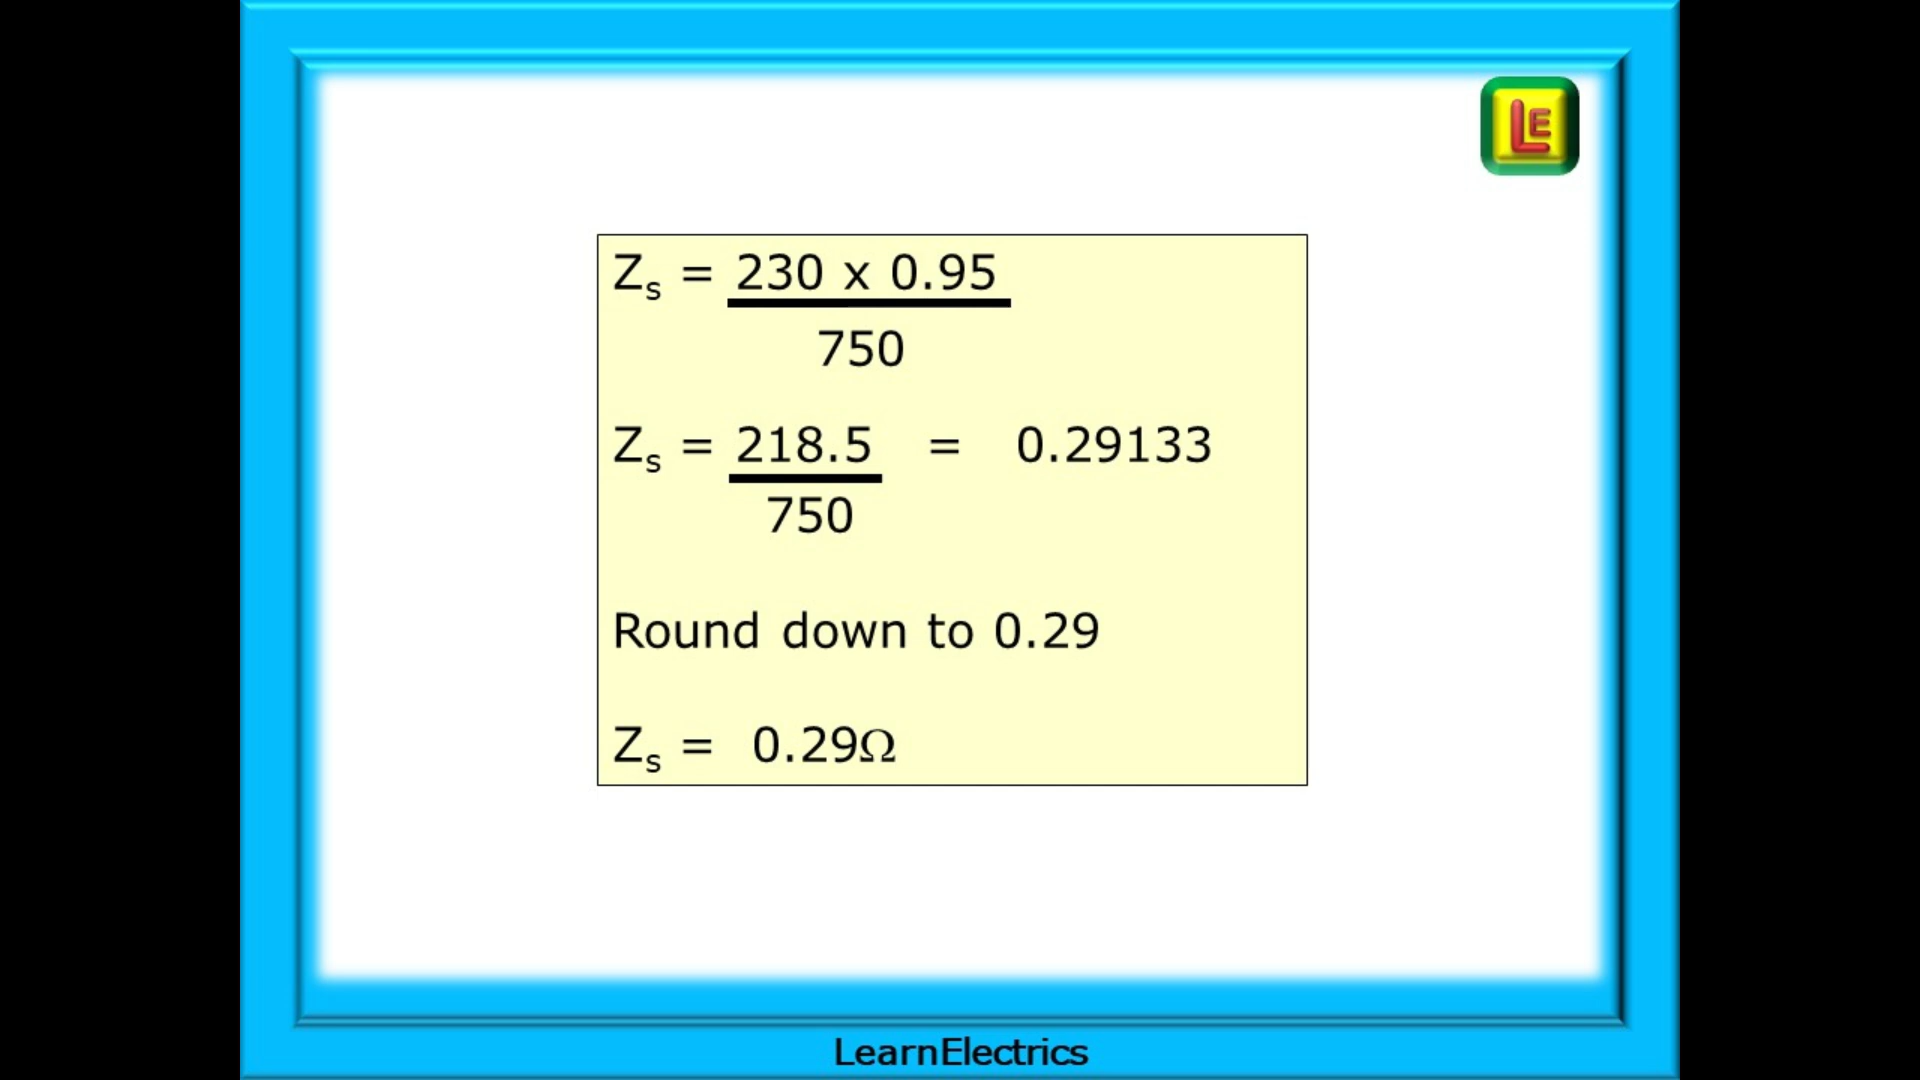 LE
Zs = 230 x 0.95
750
Zs = 218.5 = 0.29133
750
Round down to 0.29
Zs = 0.29Ω
LearnElectrics